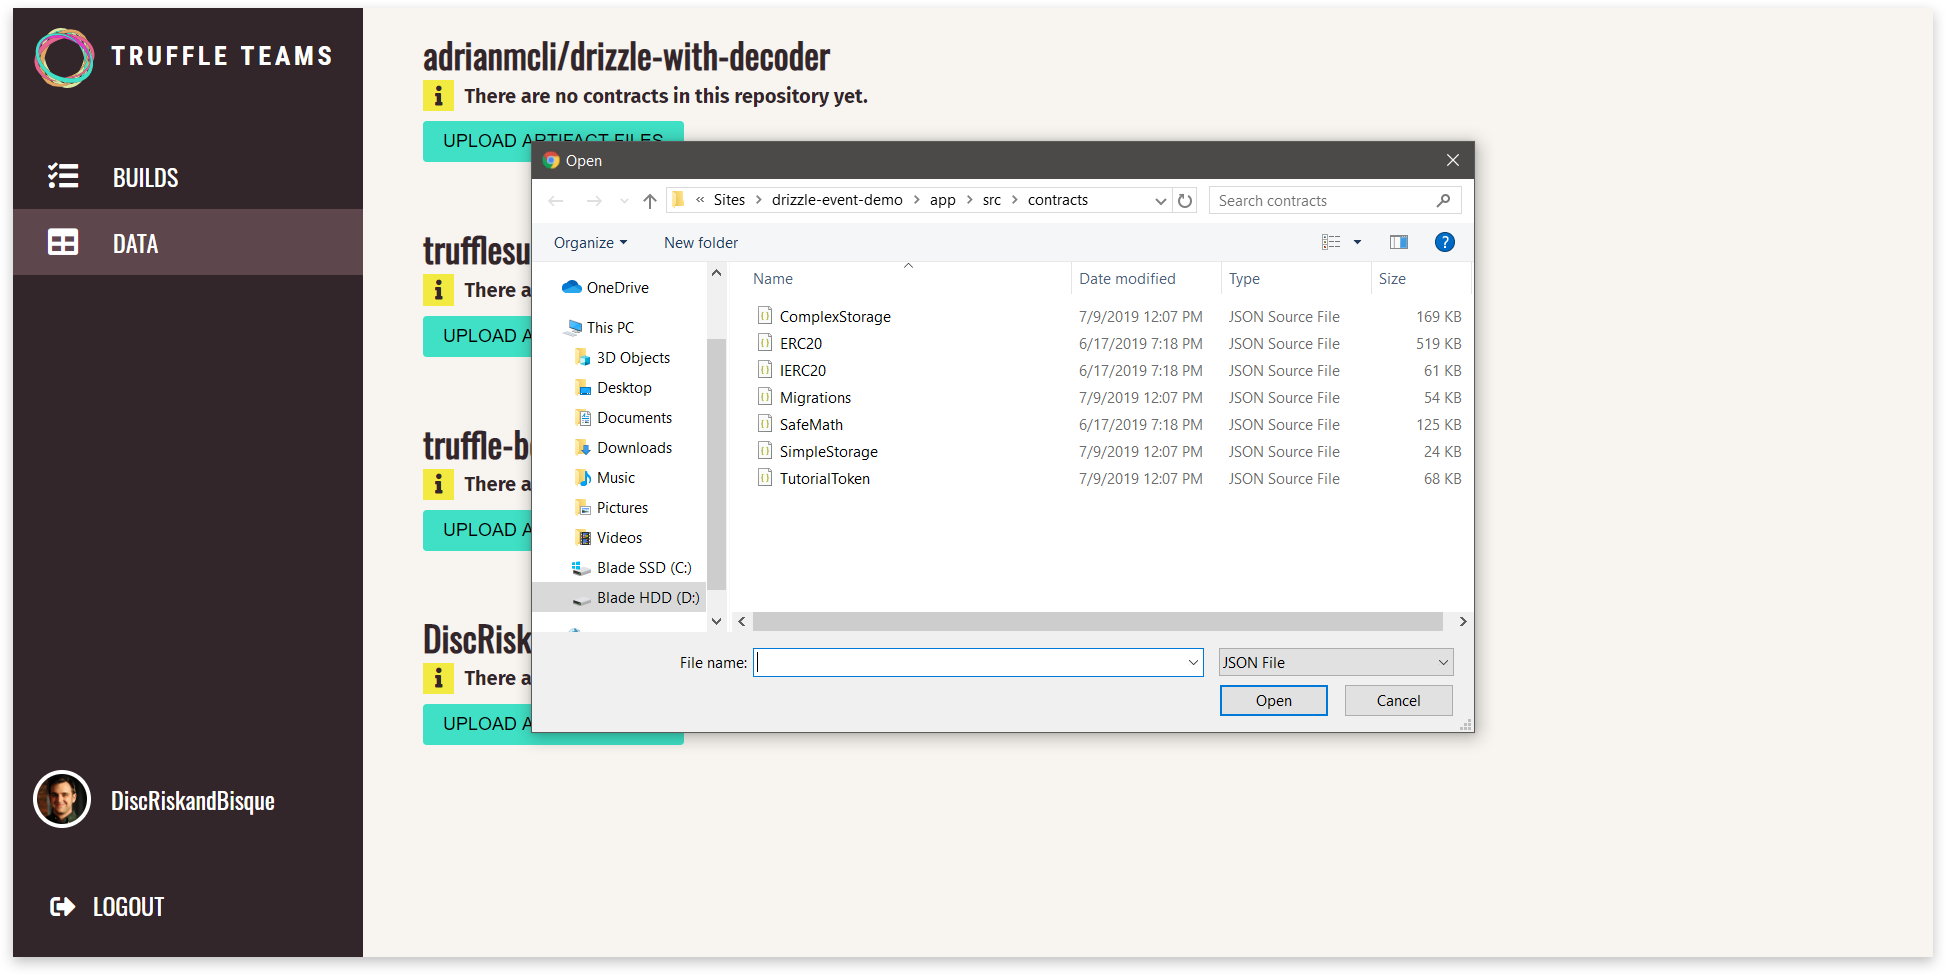 TRUFFLE TEAMS
BUILDS
DATA
DiscRiskandBisque
LOGOUT
adrianmcli/drizzle-with-decoder
i There are no contracts in this repository yet.
UPLOAD ARTIFACT FILES
i There
UPLOAD
i There
UPLOAD
i There
UPLOAD
Open
« Sites > drizzle-event-demo > app > src > contracts
Search contracts
Organize
New folder
?
OneDrive
This PC
3D Objects
Desktop
Documents
Downloads
Music
Pictures
Videos
Blade SSD (C:)
Blade HDD (D:)
Name Date modified Type Size
ComplexStorage 7/9/2019 12:07 PM JSON Source File 169 KB
ERC20 6/17/2019 7:18 PM JSON Source File 519 KB
IERC20 6/17/2019 7:18 PM JSON Source File 61 KB
Migrations 7/9/2019 12:07 PM JSON Source File 54 KB
SafeMath 6/17/2019 7:18 PM JSON Source File 125 KB
SimpleStorage 7/9/2019 12:07 PM JSON Source File 24 KB
TutorialToken 7/9/2019 12:07 PM JSON Source File 68 KB
File name:
JSON File
Open
Cancel